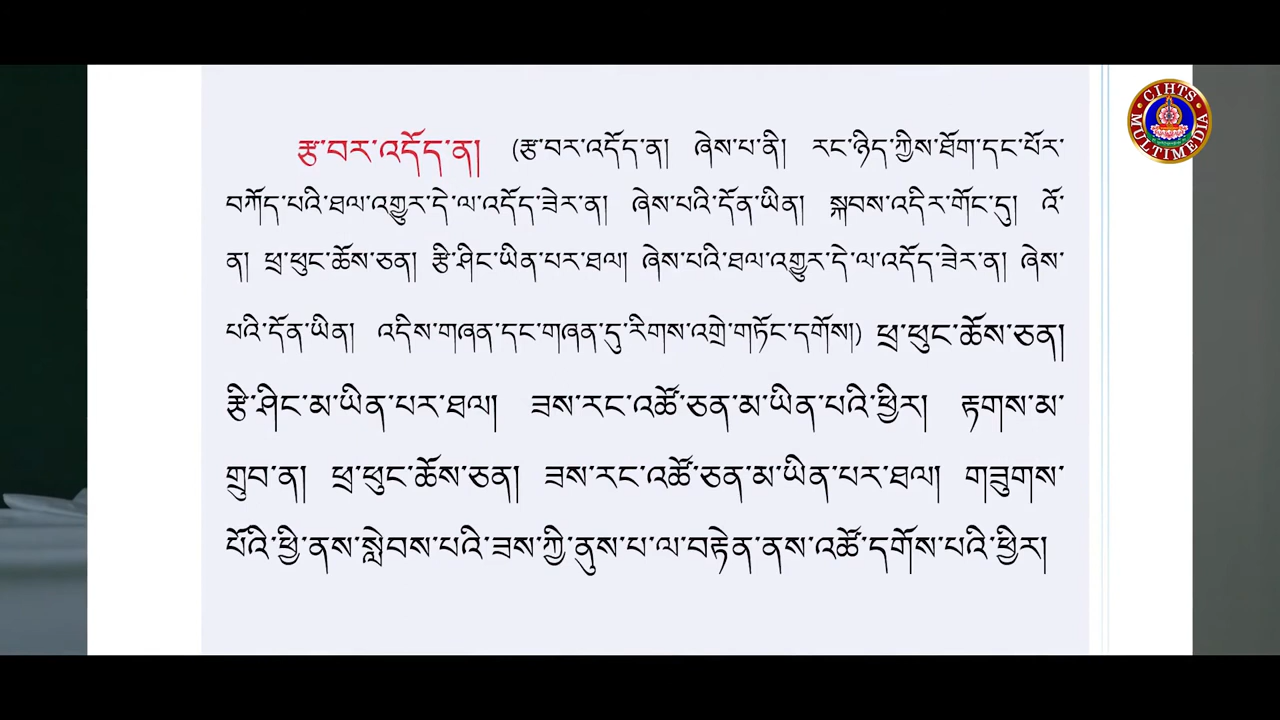 རྩ་བར་འདོད་ན། (རྩ་བར་འདོད་ན། ཞེས་པ་ནི། རང་ཉིད་ཀྱིས་ཐོག་དང་པོར་
བཀོད་པའི་ཐལ་འགྱུར་དེ་ལ་འདོད་ཟེར་ན། ཞེས་པའི་དོན་ཡིན། སྐབས་འདིར་གོང་དུ། འོ་
ན། ཕྲ་ཕུང་ཆོས་ཅན། རྩི་ཤིང་ཡིན་པར་ཐལ། ཞེས་པའི་ཐལ་འགྱུར་དེ་ལ་འདོད་ཟེར་ན། ཞེས་
པའི་དོན་ཡིན། འདིས་གཞན་དང་གཞན་དུ་རིགས་འགྲེ་གཏོང་དགོས།) ཕྲ་ཕུང་ཆོས་ཅན།
རྩི་ཤིང་མ་ཡིན་པར་ཐལ། ཟས་རང་འཚོ་ཅན་མ་ཡིན་པའི་ཕྱིར། རྟགས་མ་
གྲུབ་ན། ཕྲ་ཕུང་ཆོས་ཅན། ཟས་རང་འཚོ་ཅན་མ་ཡིན་པར་ཐལ། གཟུགས་
པོའི་ཕྱི་ནས་སླེབས་པའི་ཟས་ཀྱི་ནུས་པ་ལ་བརྟེན་ནས་འཚོ་དགོས་པའི་ཕྱིར།
CIHTS
MULTIMEDIA